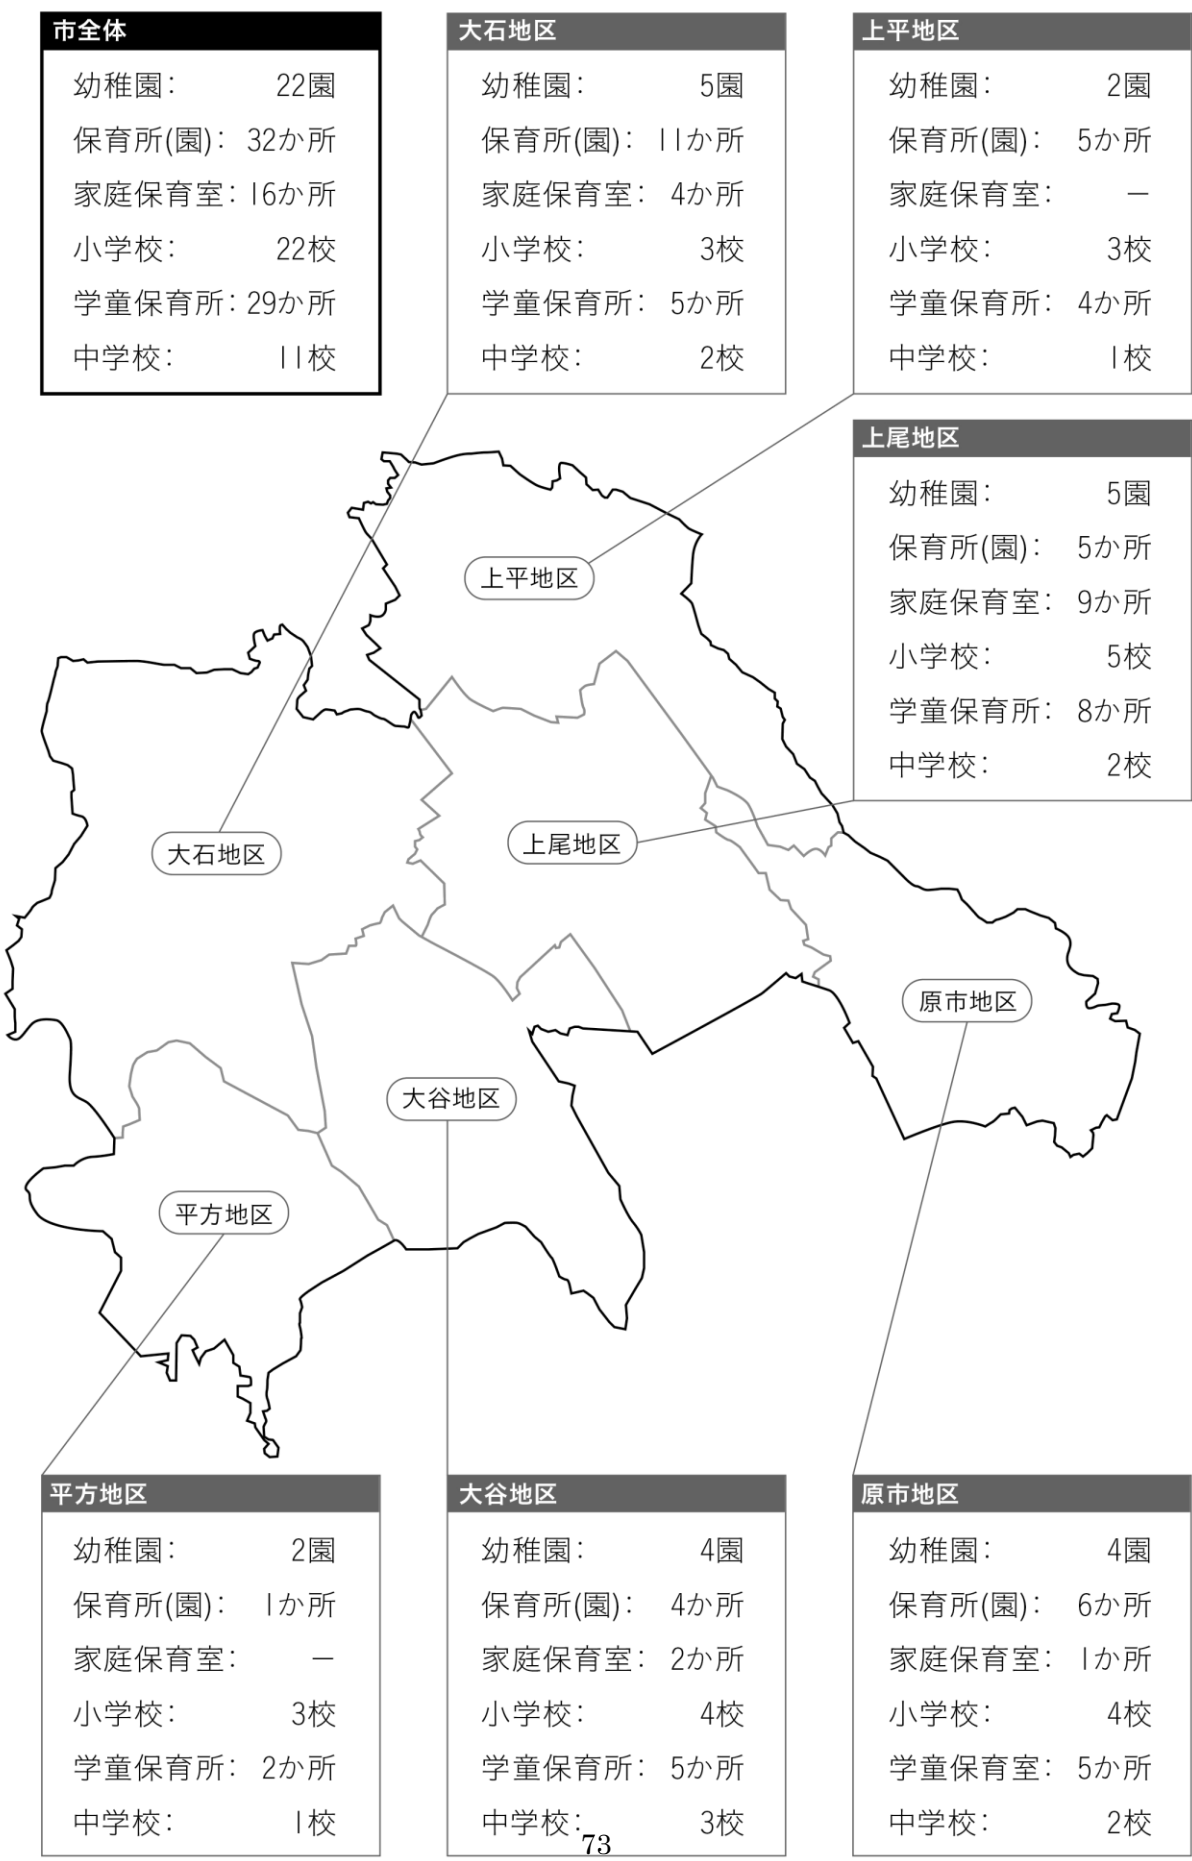 市全体
幼稚園： 22園
保育所(園)： 32か所
家庭保育室： 16か所
小学校： 22校
学童保育所： 29か所
中学校： 11校
大石地区
幼稚園： 5園
保育所(園)： 11か所
家庭保育室： 4か所
小学校： 3校
学童保育所： 5か所
中学校： 2校
上平地区
幼稚園： 2園
保育所(園)： 5か所
家庭保育室： －
小学校： 3校
学童保育所： 4か所
中学校： 1校
上尾地区
幼稚園： 5園
保育所(園)： 5か所
家庭保育室： 9か所
小学校： 5校
学童保育所： 8か所
中学校： 2校
上平地区
大石地区
上尾地区
原市地区
大谷地区
平方地区
平方地区
幼稚園： 2園
保育所(園)： 1か所
家庭保育室： －
小学校： 3校
学童保育所： 2か所
中学校： 1校
大谷地区
幼稚園： 4園
保育所(園)： 4か所
家庭保育室： 2か所
小学校： 4校
学童保育所： 5か所
中学校： 3校
原市地区
幼稚園： 4園
保育所(園)： 6か所
家庭保育室： 1か所
小学校： 4校
学童保育室： 5か所
中学校： 2校
73